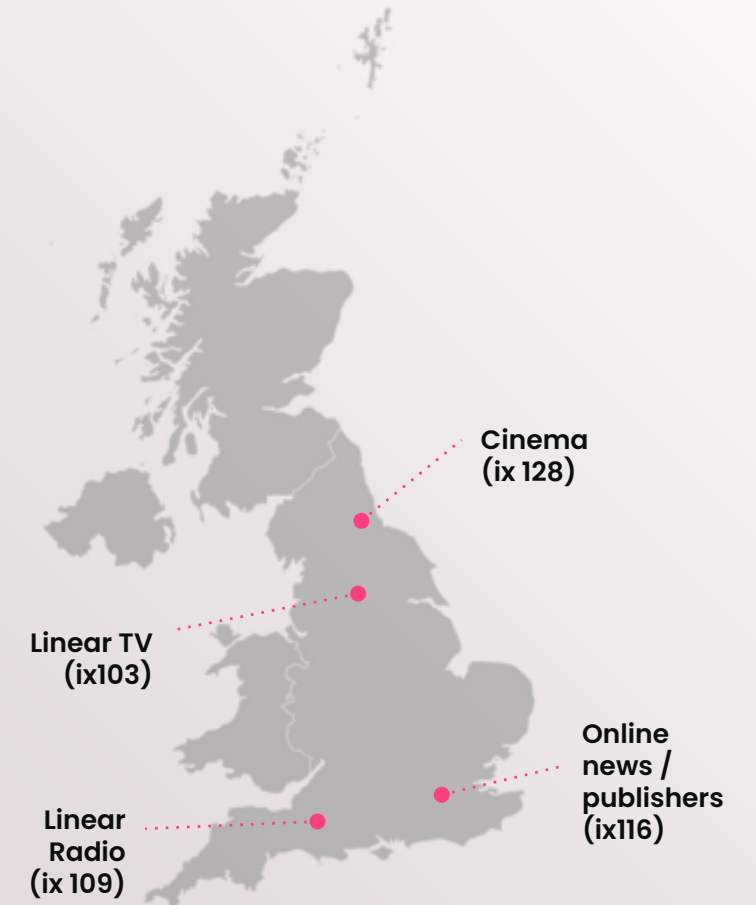 Cinema
(ix 128)
Linear TV
(ix103)
Online
news /
publishers
(ix116)
Linear
Radio
(ix 109)